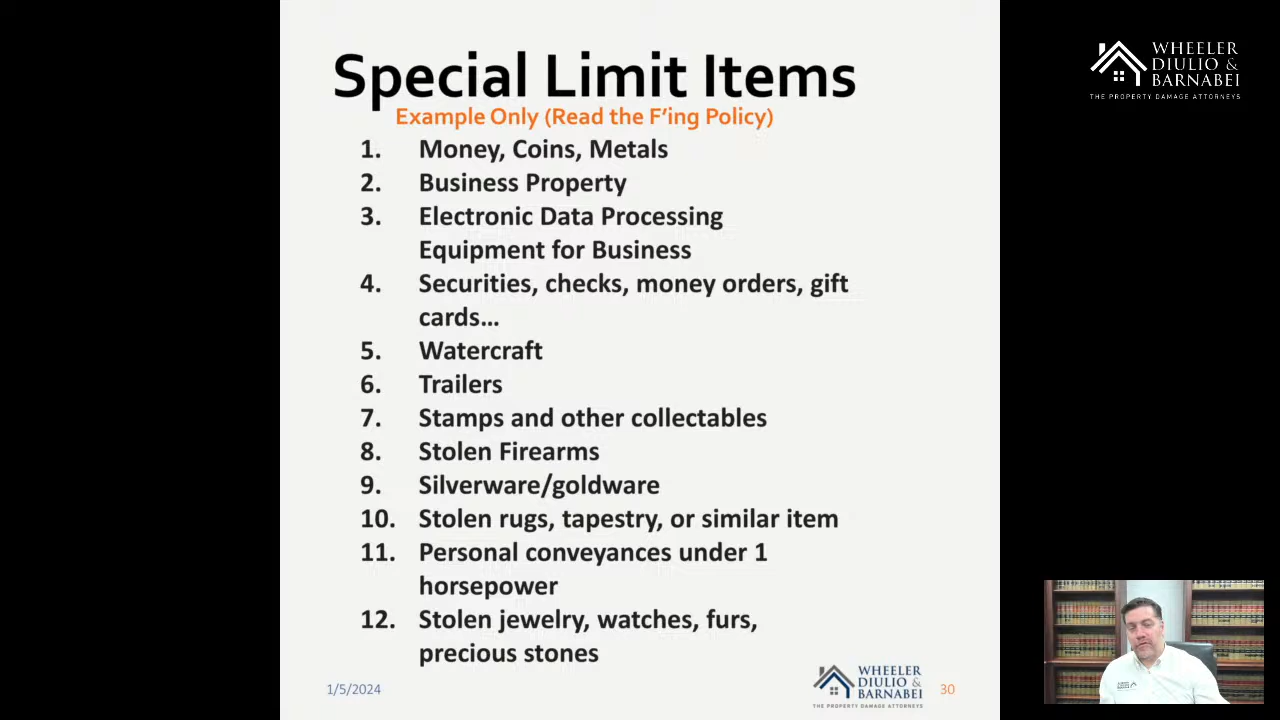 Special Limit Items
Example Only (Read the F'ing Policy)
1. Money, Coins, Metals
2. Business Property
3. Electronic Data Processing
Equipment for Business
4. Securities, checks, money orders, gift
cards…
5. Watercraft
6. Trailers
7. Stamps and other collectables
8. Stolen Firearms
9. Silverware/goldware
10. Stolen rugs, tapestry, or similar item
11. Personal conveyances under 1
horsepower
12. Stolen jewelry, watches, furs,
precious stones
1/5/2024
WHEELER
DIULIO &
BARNABEI
THE PROPERTY DAMAGE ATTORNEYS
30
WHEELER
DIULIO &
BARNABEI
THE PROPERTY DAMAGE ATTORNEYS